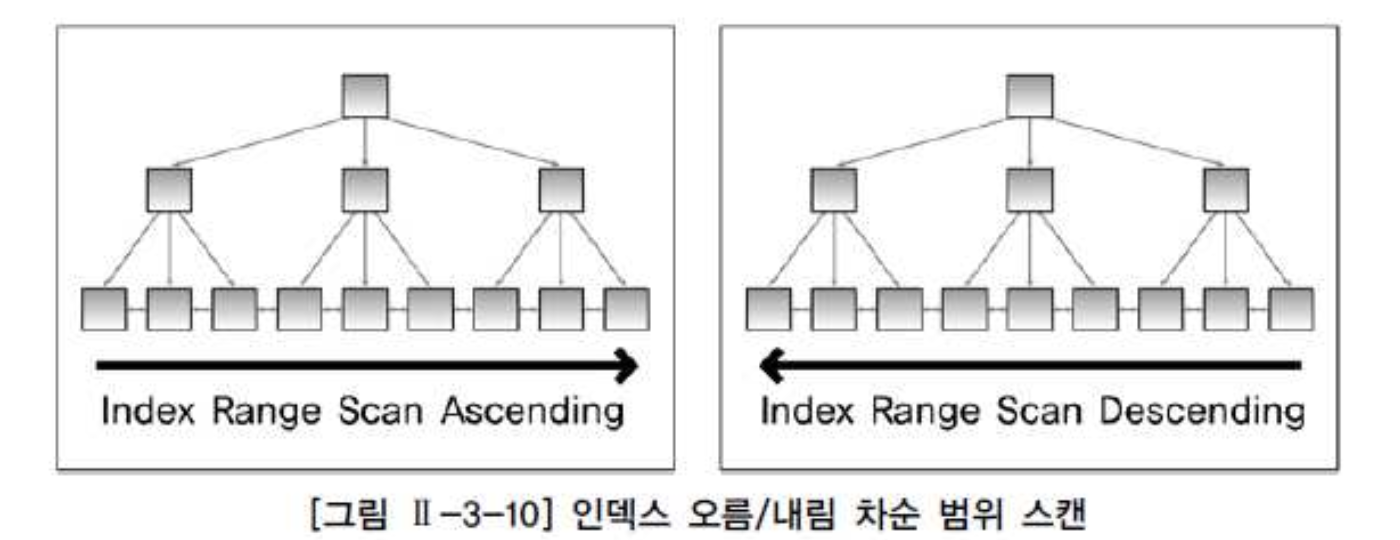 Index Range Scan Ascending
Index Range Scan Descending
[그림 Ⅱ-3-10] 인덱스 오름/내림 차순 범위 스캔